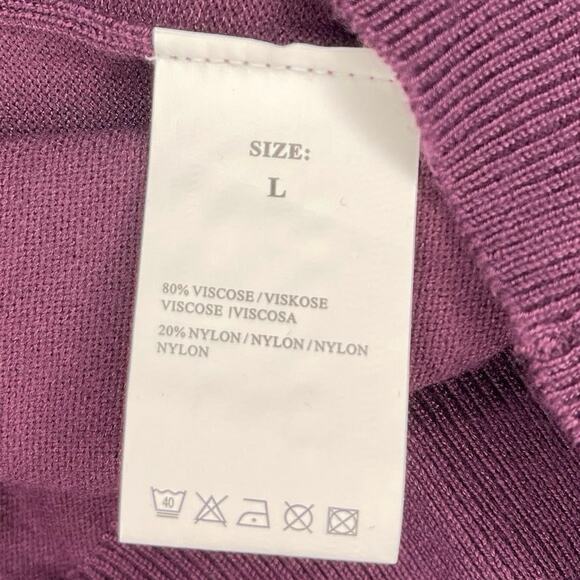 SIZE:
L
80% VISCOSE / VISKOSE
VISCOSE /VISCOSA
20% NYLON / NYLON / NYLON
NYLON
40